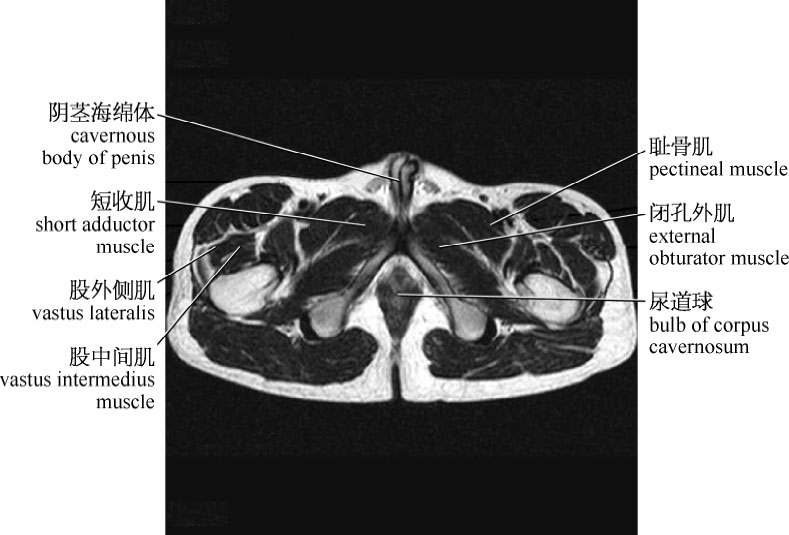 阴茎海绵体
cavernous
body of penis
短收肌
short adductor
muscle
股外侧肌
vastus lateralis
股中间肌
vastus intermedius
muscle
耻骨肌
pectineal muscle
闭孔外肌
external
obturator muscle
尿道球
bulb of corpus
cavernosum